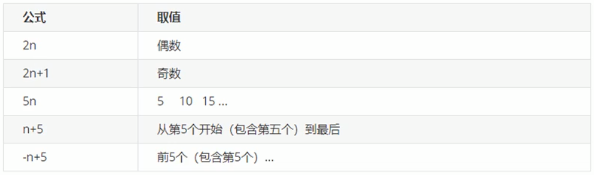 公式 取值
2n 偶数
2n+1 奇数
5n 5 10 15 ...
n+5 从第5个开始（包含第五个）到最后
-n+5 前5个（包含第5个）...